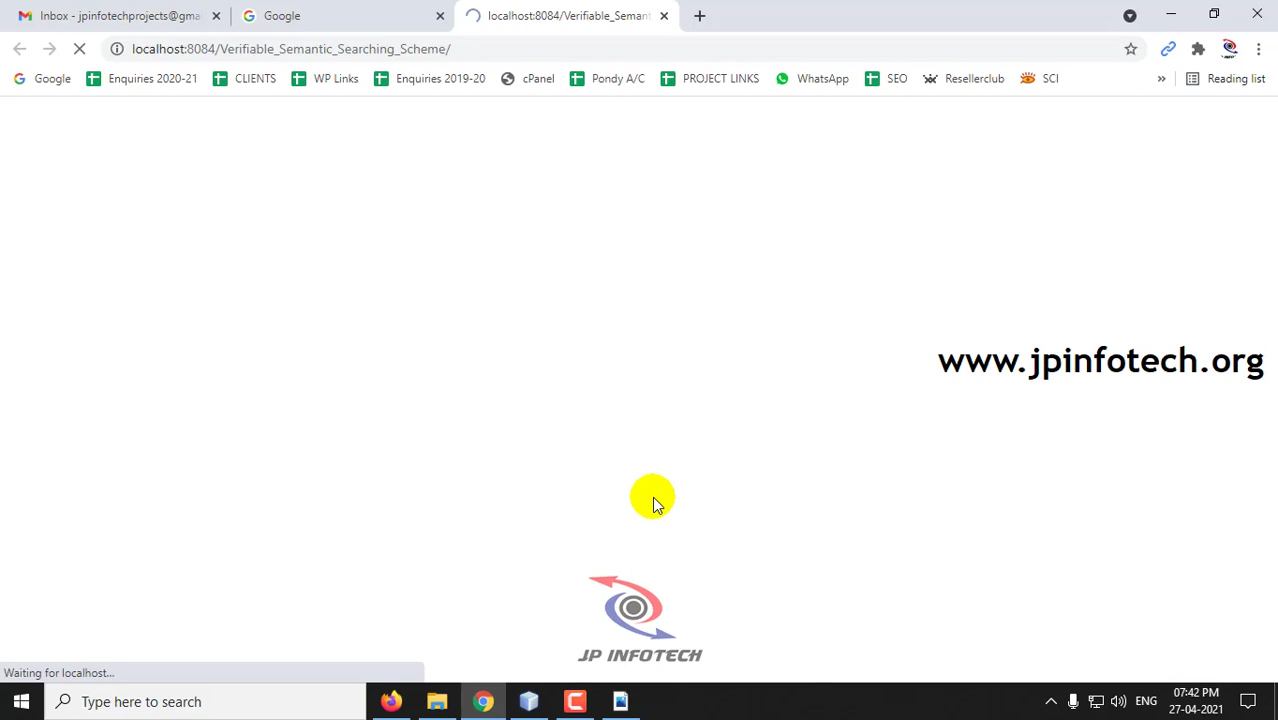 Inbox - jpinfotechprojects@gma
Google
localhost:8084/Verifiable_Semant
localhost:8084/Verifiable_Semantic_Searching_Scheme/
Google Enquiries 2020-21 CLIENTS WP Links Enquiries 2019-20 cPanel Pondy A/C PROJECT LINKS WhatsApp SEO Resellerclub SCI » Reading list
www.jpinfotech.org
JP INFOTECH
Waiting for localhost...
Type here to search
ENG
07:42 PM
27-04-2021